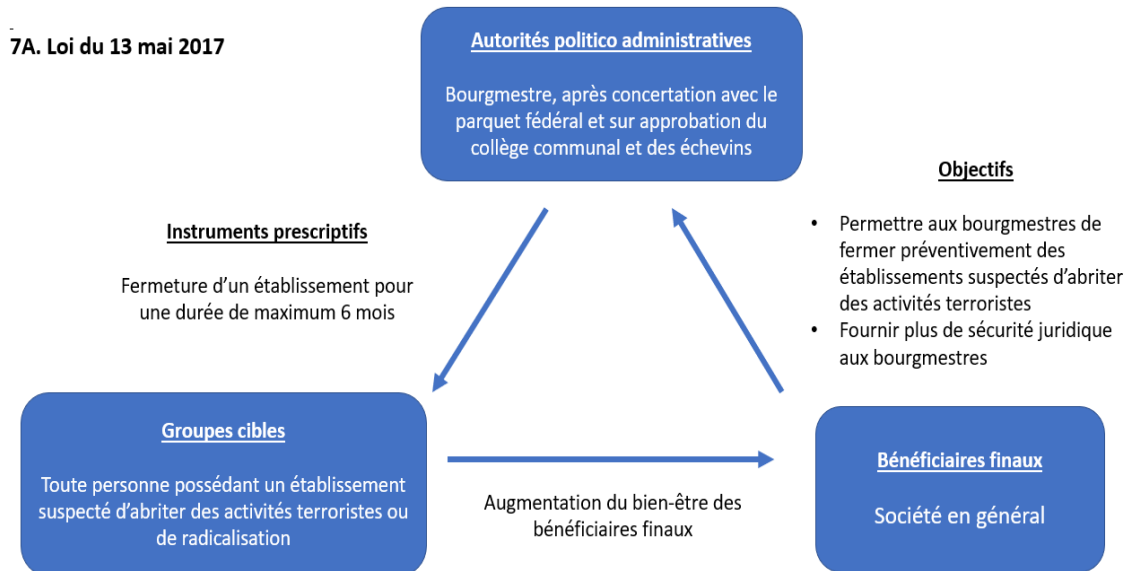 7A. Loi du 13 mai 2017
Autorités politico administratives
Bourgmestre, après concertation avec le
parquet fédéral et sur approbation du
collège communal et des échevins
Objectifs
• Permettre aux bourgmestres de
fermer préventivement des
établissements suspectés d’abriter
des activités terroristes
• Fournir plus de sécurité juridique
aux bourgmestres
Instruments prescriptifs
Fermeture d’un établissement pour
une durée de maximum 6 mois
Groupes cibles
Toute personne possédant un établissement
suspecté d’abriter des activités terroristes ou
de radicalisation
Augmentation du bien-être des
bénéficiaires finaux
Bénéficiaires finaux
Société en général